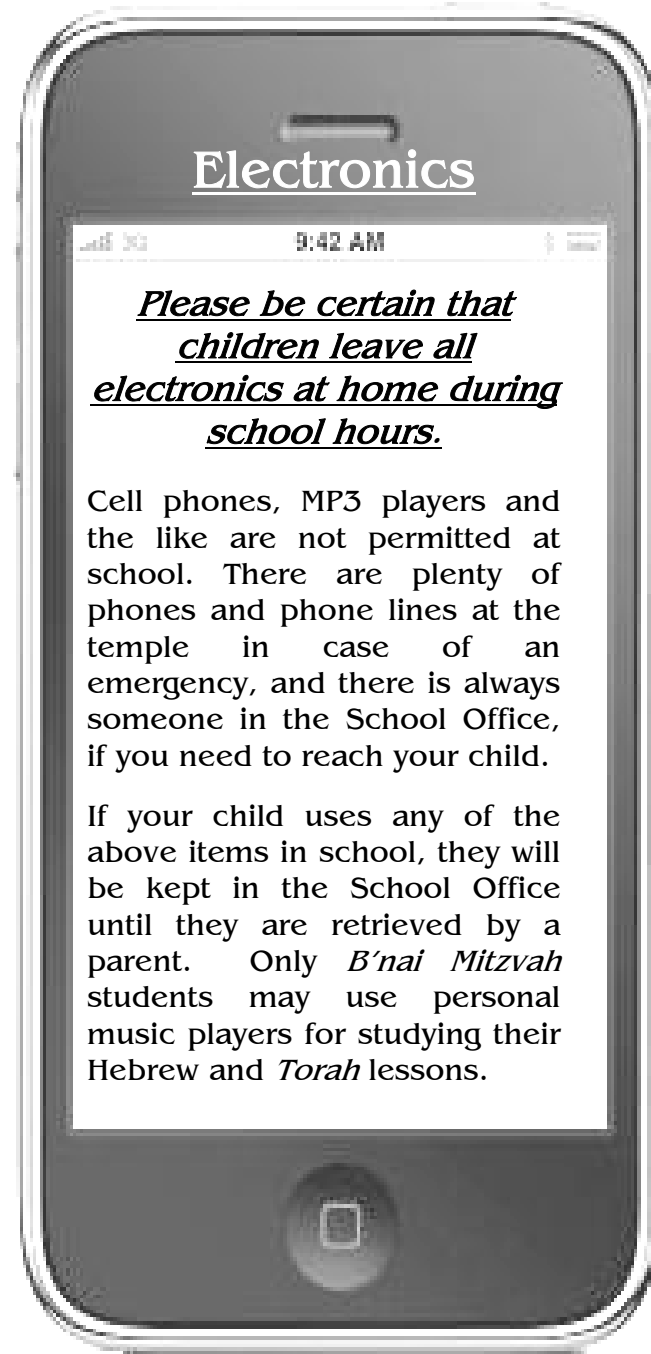 Electronics
9:42 AM
Please be certain that
children leave all
electronics at home during
school hours.
Cell phones, MP3 players and
the like are not permitted at
school. There are plenty of
phones and phone lines at the
temple in case of an
emergency, and there is always
someone in the School Office,
if you need to reach your child.
If your child uses any of the
above items in school, they will
be kept in the School Office
until they are retrieved by a
parent. Only B'nai Mitzvah
students may use personal
music players for studying their
Hebrew and Torah lessons.